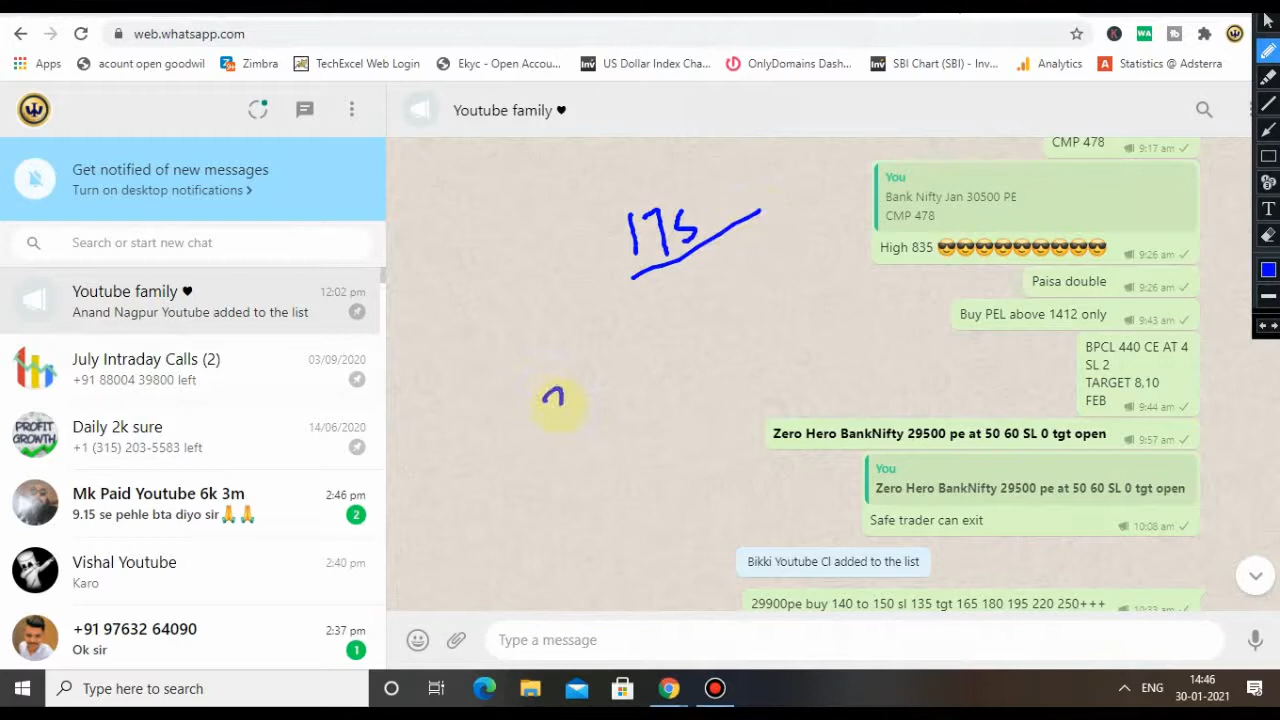 web.whatsapp.com
Apps
acount open goodwil
Zimbra
TechExcel Web Login
Ekyc - Open Accou...
US Dollar Index Cha...
OnlyDomains Dash...
SBI Chart (SBI) - Inv...
Analytics
Statistics @ Adsterra
Get notified of new messages
Turn on desktop notifications >
Search or start new chat
Youtube family ♥ 12:02 pm
Anand Nagpur Youtube added to the list
July Intraday Calls (2) 03/09/2020
+91 88004 39800 left
Daily 2k sure 14/06/2020
+1 (315) 203-5583 left
PROFIT
GROWTH
Mk Paid Youtube 6k 3m 2:46 pm
9.15 se pehle bta diyo sir🙏🙏 2
Vishal Youtube 2:40 pm
Karo
+91 97632 64090 2:37 pm
Ok sir 1
Youtube family ♥
CMP 478 9:17 am
You
Bank Nifty Jan 30500 PE
CMP 478
High 835 😎😎😎😎😎😎😎😎😎 9:26 am
175
Paisa double 9:26 am
Buy PEL above 1412 only 9:43 am
BPCL 440 CE AT 4
SL 2
TARGET 8,10
FEB 9:44 am
Zero Hero BankNifty 29500 pe at 50 60 SL 0 tgt open 9:57 am
You
Zero Hero BankNifty 29500 pe at 50 60 SL 0 tgt open
Safe trader can exit 10:08 am
Bikki Youtube Cl added to the list
29900pe buy 140 to 150 sl 135 tgt 165 180 195 220 250+++ 10:33 am
Type a message
Type here to search
ENG
14:46
30-01-2021